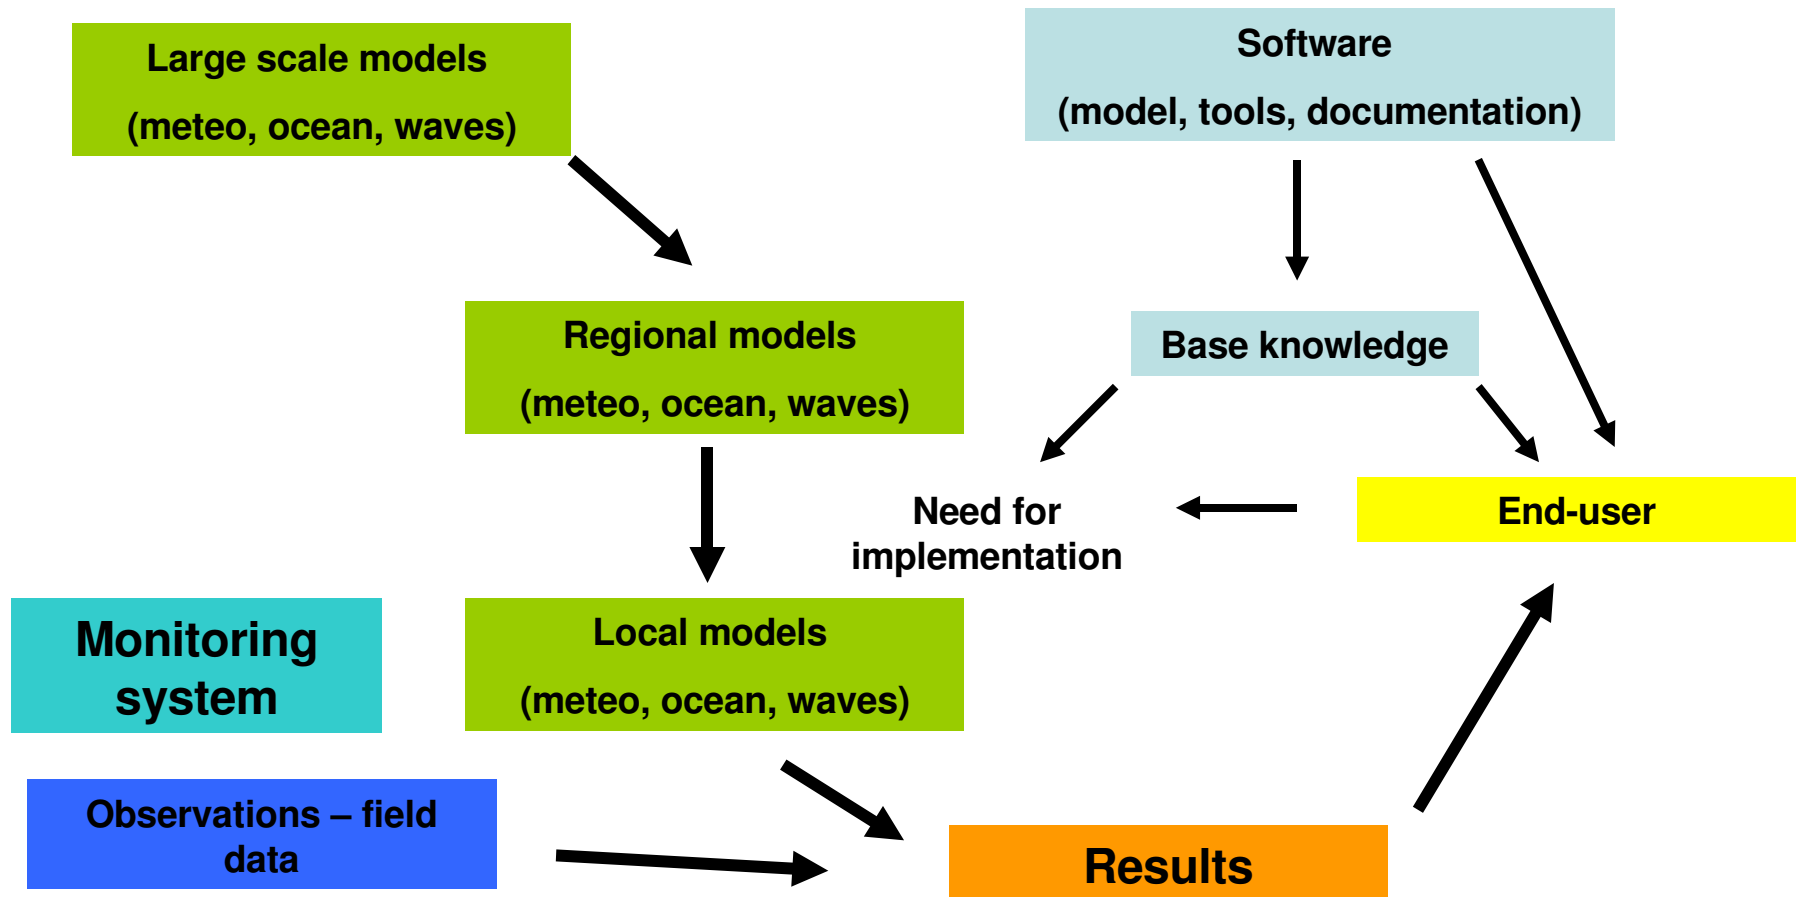 Large scale models
(meteo, ocean, waves)
Software
(model, tools, documentation)
Regional models
(meteo, ocean, waves)
Base knowledge
Need for
implementation
End-user
Monitoring
system
Local models
(meteo, ocean, waves)
Observations – field
data
Results